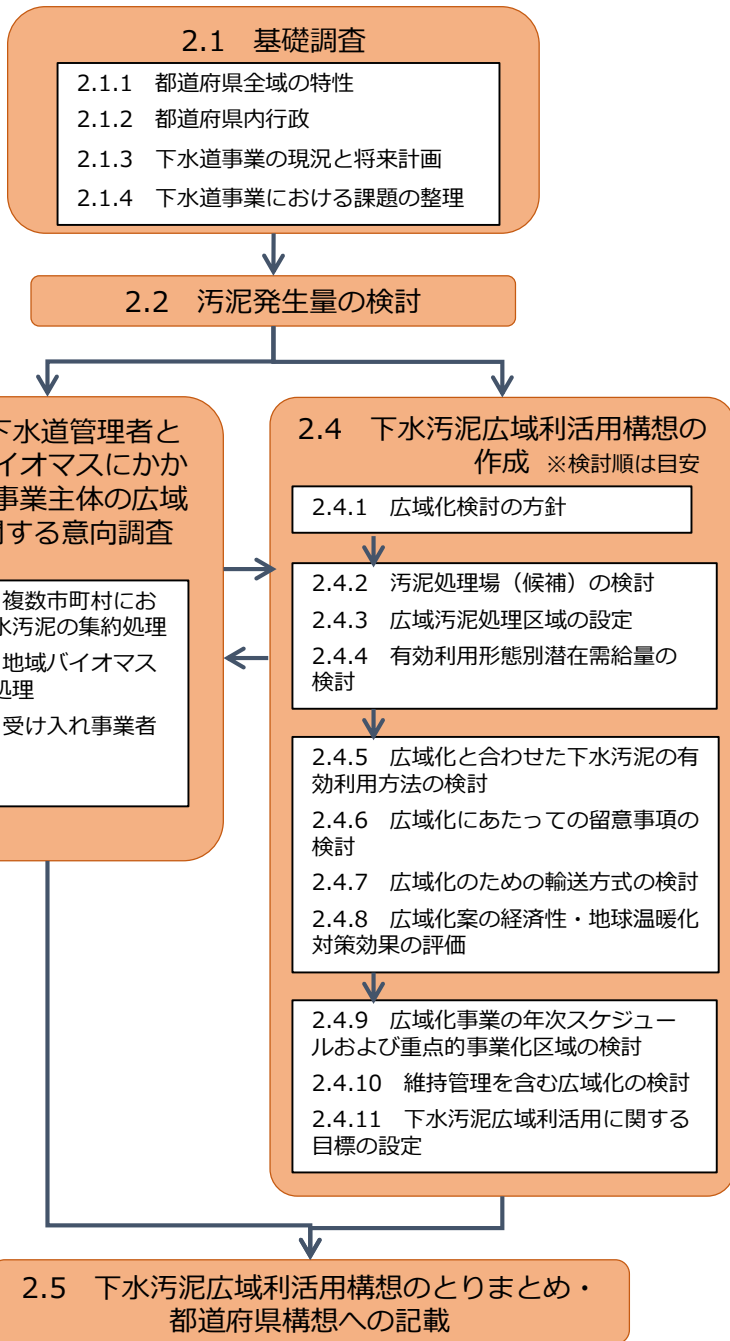 2.1　基礎調査
2.1.1　都道府県全域の特性
2.1.2　都道府県内行政
2.1.3　下水道事業の現況と将来計画
2.1.4　下水道事業における課題の整理
2.2　汚泥発生量の検討
下水道管理者と
イオマスにかか
事業主体の広域
する意向調査
複数市町村にお
水汚泥の集約処理
地域バイオマス
処理
受け入れ事業者
2.4　下水汚泥広域利活用構想の
作成 ※検討順は目安
2.4.1　広域化検討の方針
2.4.2　汚泥処理場（候補）の検討
2.4.3　広域汚泥処理区域の設定
2.4.4　有効利用形態別潜在需給量の
検討
2.4.5　広域化と合わせた下水汚泥の有
効利用方法の検討
2.4.6　広域化にあたっての留意事項の
検討
2.4.7　広域化のための輸送方式の検討
2.4.8　広域化案の経済性・地球温暖化
対策効果の評価
2.4.9　広域化事業の年次スケジュー
ルおよび重点的事業化区域の検討
2.4.10　維持管理を含む広域化の検討
2.4.11　下水汚泥広域利活用に関する
目標の設定
2.5　下水汚泥広域利活用構想のとりまとめ・
都道府県構想への記載